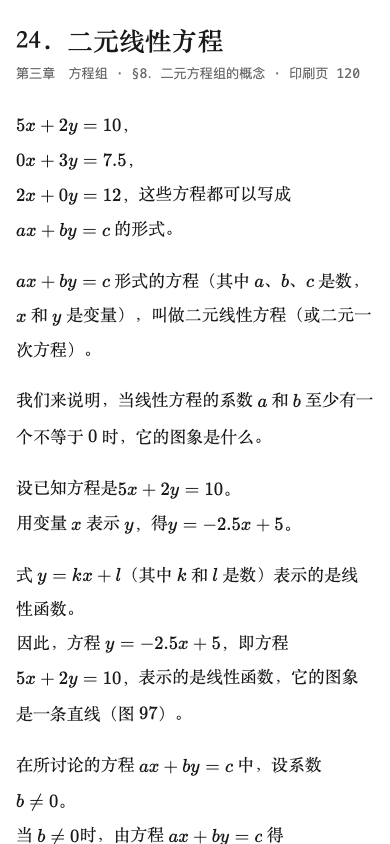 24. 二元线性方程
第三章 方程组 · §8. 二元方程组的概念 · 印刷页 120
5x + 2y = 10,
0x + 3y = 7.5,
2x + 0y = 12，这些方程都可以写成
ax + by = c 的形式。
ax + by = c 形式的方程（其中 a、b、c 是数，
x 和 y 是变量），叫做二元线性方程（或二元一
次方程）。
我们来说明，当线性方程的系数 a 和 b 至少有一
个不等于 0 时，它的图象是什么。
设已知方程是5x + 2y = 10。
用变量 x 表示 y，得y = −2.5x + 5。
式 y = kx + l（其中 k 和 l 是数）表示的是线
性函数。
因此，方程 y = −2.5x + 5，即方程
5x + 2y = 10，表示的是线性函数，它的图象
是一条直线（图 97）。
在所讨论的方程 ax + by = c 中，设系数
b ≠ 0。
当 b ≠ 0时，由方程 ax + by = c 得